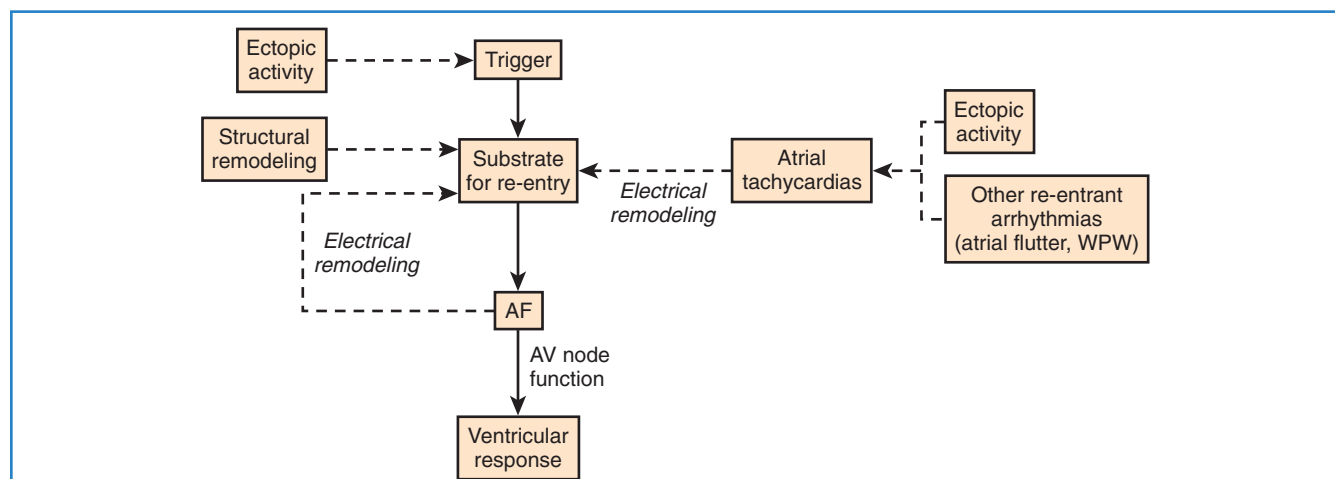 Ectopic
activity
Trigger
Structural
remodeling
Substrate
for re-entry
Electrical
remodeling
Atrial
tachycardias
Ectopic
activity
Other re-entrant
arrhythmias
(atrial flutter, WPW)
Electrical
remodeling
AF
AV node
function
Ventricular
response